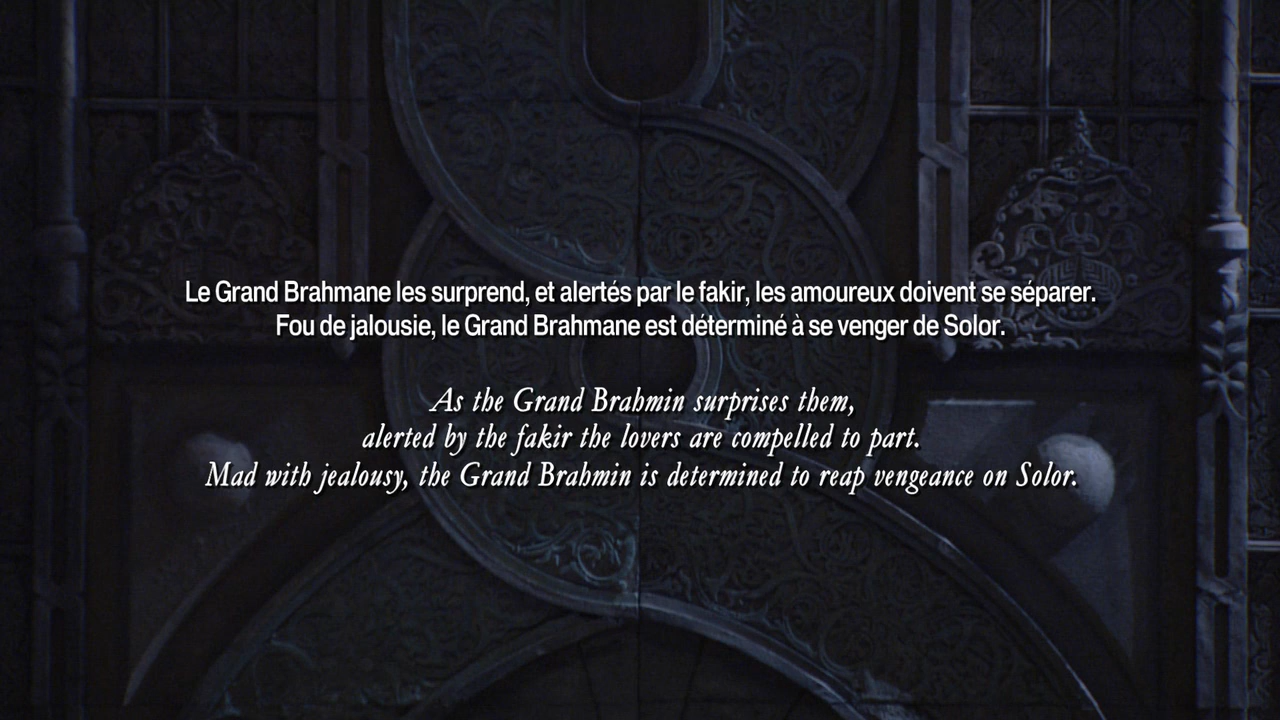 Le Grand Brahmane les surprend, et alertés par le fakir, les amoureux doivent se séparer.
Fou de jalousie, le Grand Brahmane est déterminé à se venger de Solor.
As the Grand Brahmin surprises them,
alerted by the fakir the lovers are compelled to part.
Mad with jealousy, the Grand Brahmin is determined to reap vengeance on Solor.